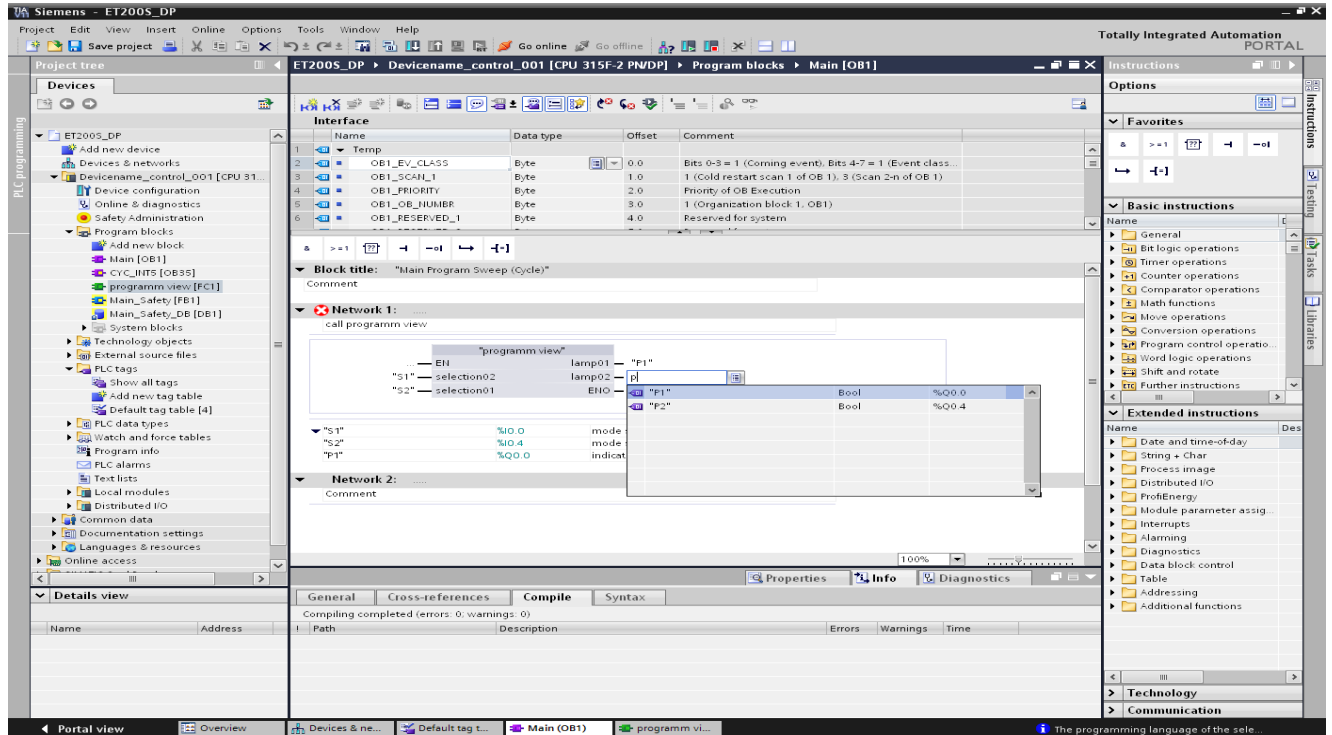 Siemens - ET200S_DP
Project Edit View Insert Online Options Tools Window Help
Save project
Go online
Go offline
Totally Integrated Automation
PORTAL
Project tree
Devices
PLC programming
ET200S_DP
Add new device
Devices & networks
Devicename_control_001 [CPU 31...
Device configuration
Online & diagnostics
Safety Administration
Program blocks
Add new block
Main [OB1]
CYC_INT5 [OB35]
programm view [FC1]
Main_Safety [FB1]
Main_Safety_DB [DB1]
System blocks
Technology objects
External source files
PLC tags
Show all tags
Add new tag table
Default tag table [4]
PLC data types
Watch and force tables
Program info
PLC alarms
Text lists
Local modules
Distributed I/O
Common data
Documentation settings
Languages & resources
Online access
Details view
Name Address
ET200S_DP Devicename_control_001 [CPU 315F-2 PN/DP] Program blocks Main [OB1]
Interface
Name Data type Offset Comment
1 Temp
2 OB1_EV_CLASS Byte 0.0 Bits 0-3 = 1 (Coming event), Bits 4-7 = 1 (Event class...
3 OB1_SCAN_1 Byte 1.0 1 (Cold restart scan 1 of OB 1), 3 (Scan 2-n of OB 1)
4 OB1_PRIORITY Byte 2.0 Priority of OB Execution
5 OB1_OB_NUMBR Byte 3.0 1 (Organization block 1, OB1)
6 OB1_RESERVED_1 Byte 4.0 Reserved for system
& >=1 ?? -| -o| -[=]
Block title: "Main Program Sweep (Cycle)"
Comment
Network 1: .....
call programm view
"programm view"
... EN lamp01 "P1"
"S1" selection02 lamp02 p
"S2" selection01 ENO
"P1" Bool %Q0.0
"P2" Bool %Q0.4
"S1" %I0.0 mode
"S2" %I0.4 mode
"P1" %Q0.0 indicat
Network 2: .....
Comment
100%
Properties Info Diagnostics
General Cross-references Compile Syntax
Compiling completed (errors: 0; warnings: 0)
! Path Description Errors Warnings Time
Instructions
Options
Favorites
& >=1 ?? -| -o|
-[=]
Basic instructions
Name
General
Bit logic operations
Timer operations
Counter operations
Comparator operations
Math functions
Move operations
Conversion operations
Program control operatio...
Word logic operations
Shift and rotate
Further instructions
Extended instructions
Name Des
Date and time-of-day
String + Char
Process image
Distributed I/O
ProfiEnergy
Module parameter assig...
Interrupts
Alarming
Diagnostics
Data block control
Table
Addressing
Additional functions
Technology
Communication
Instructions
Testing
Tasks
Libraries
Portal view Overview Devices & ne... Default tag t... Main (OB1) programm vi... The programming language of the sele...